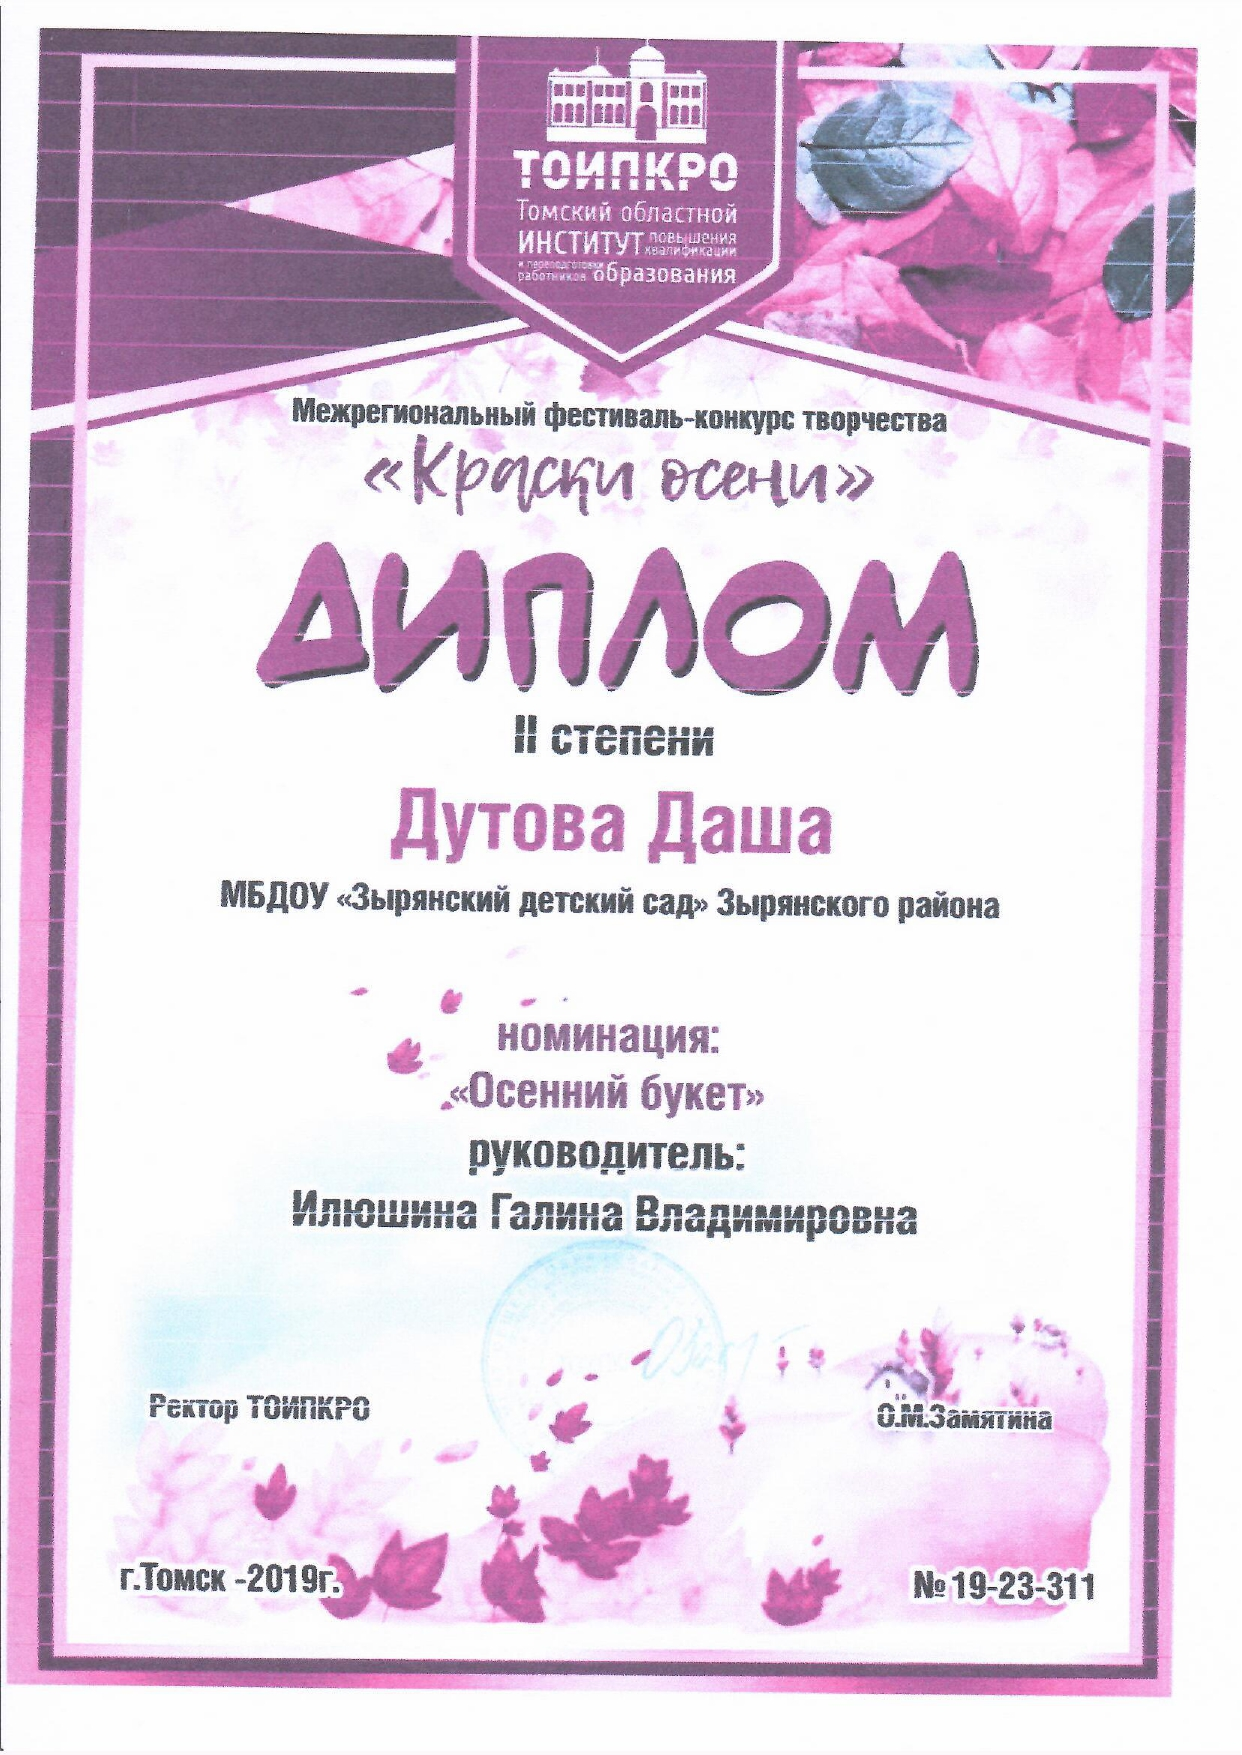 ТОИПКРО
Томский областной
ИНСТИТУТ повышения квалификации
и переподготовки работников образования
Межрегиональный фестиваль-конкурс творчества
«Краски осени»
ДИПЛОМ
II степени
Дутова Даша
МБДОУ «Зырянский детский сад» Зырянского района
номинация:
«Осенний букет»
руководитель:
Илюшина Галина Владимировна
Ректор ТОИПКРО
О.М.Замятина
г.Томск -2019г.
№ 19-23-311